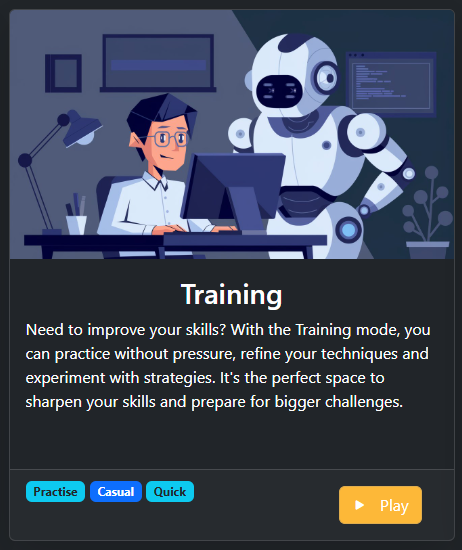 Training
Need to improve your skills? With the Training mode, you
can practice without pressure, refine your techniques and
experiment with strategies. It's the perfect space to
sharpen your skills and prepare for bigger challenges.
Practise Casual Quick
Play